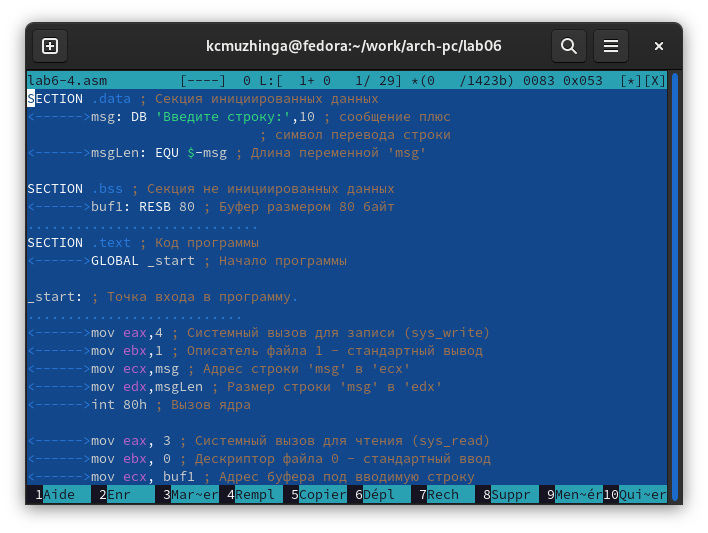 kcmuzhinga@fedora:~/work/arch-pc/lab06
lab6-4.asm [----] 0 L:[ 1+ 0 1/ 29] *(0 /1423b) 0083 0x053 [*][X]
SECTION .data ; Секция инициированных данных
<------>msg: DB 'Введите строку:',10 ; сообщение плюс
; символ перевода строки
<------>msgLen: EQU $-msg ; Длина переменной 'msg'
SECTION .bss ; Секция не инициированных данных
<------>buf1: RESB 80 ; Буфер размером 80 байт
.............................
SECTION .text ; Код программы
<------>GLOBAL _start ; Начало программы
_start: ; Точка входа в программу.
...........................
<------>mov eax,4 ; Системный вызов для записи (sys_write)
<------>mov ebx,1 ; Описатель файла 1 - стандартный вывод
<------>mov ecx,msg ; Адрес строки 'msg' в 'ecx'
<------>mov edx,msgLen ; Размер строки 'msg' в 'edx'
<------>int 80h ; Вызов ядра
<------>mov eax, 3 ; Системный вызов для чтения (sys_read)
<------>mov ebx, 0 ; Дескриптор файла 0 - стандартный ввод
<------>mov ecx, buf1 ; Адрес буфера под вводимую строку
1Aide 2Enr 3Mar~er 4Rempl 5Copier 6Dépl 7Rech 8Suppr 9Men~ér 10Qui~er